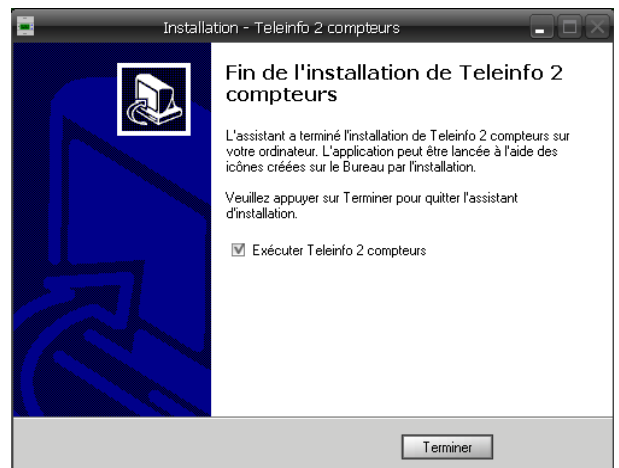 Installation - Teleinfo 2 compteurs
Fin de l'installation de Teleinfo 2
compteurs
L'assistant a terminé l'installation de Teleinfo 2 compteurs sur
votre ordinateur. L'application peut être lancée à l'aide des
icônes créées sur le Bureau par l'installation.
Veuillez appuyer sur Terminer pour quitter l'assistant
d'installation.
Exécuter Teleinfo 2 compteurs
Terminer